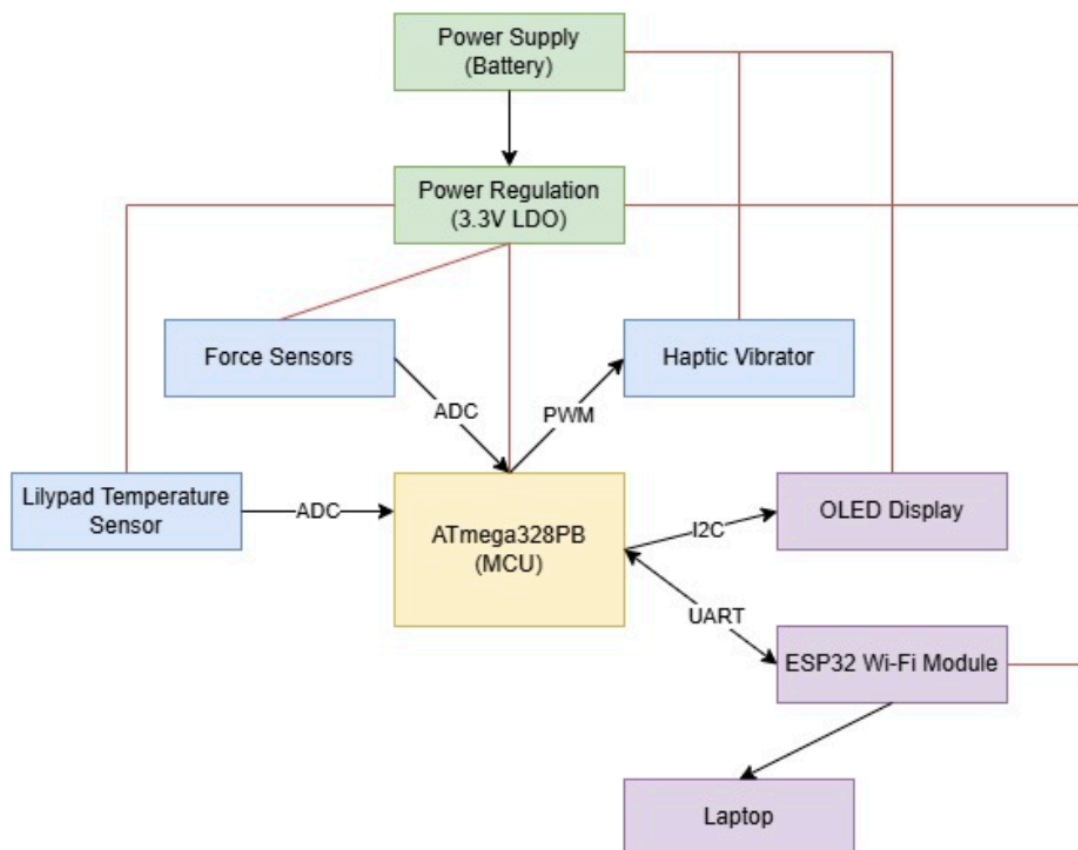 Power Supply
(Battery)
Power Regulation
(3.3V LDO)
Force Sensors
Haptic Vibrator
ADC
PWM
Lilypad Temperature
Sensor
ADC
ATmega328PB
(MCU)
I2C
OLED Display
UART
ESP32 Wi-Fi Module
Laptop